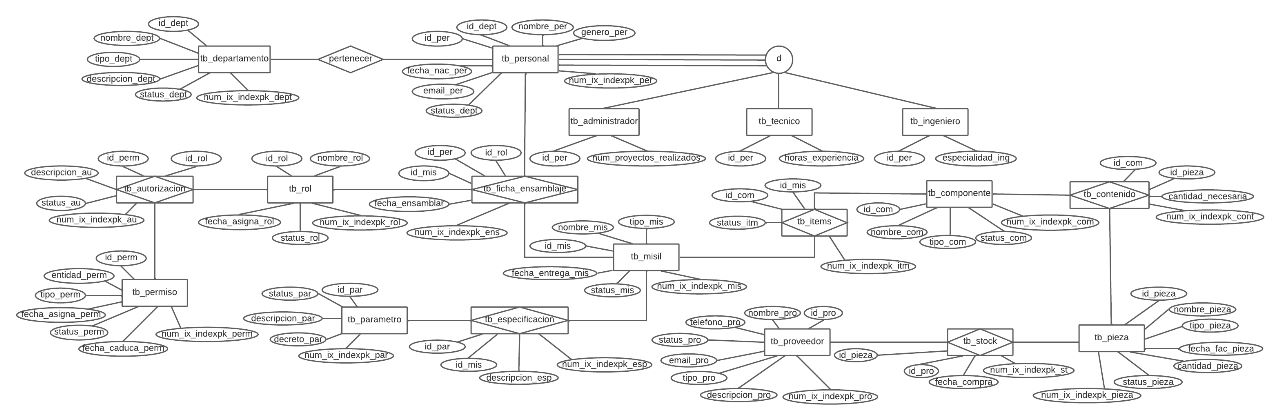 id_dept
nombre_dept
tipo_dept
descripcion_dept
status_dept
num_ix_indexpk_dept
tb_departamento
pertenecer
id_dept
id_per
nombre_per
genero_per
tb_personal
fecha_nac_per
email_per
status_dept
num_ix_indexpk_per
d
tb_administrador
id_per
num_proyectos_realizados
tb_tecnico
id_per
horas_experiencia
tb_ingeniero
id_per
especialidad_ing
id_perm
id_rol
descripcion_au
tb_autorizacion
status_au
num_ix_indexpk_au
id_rol
nombre_rol
tb_rol
fecha_asigna_rol
num_ix_indexpk_rol
status_rol
id_per
id_rol
id_mis
tb_ficha_ensamblaje
fecha_ensamblar
num_ix_indexpk_ens
tipo_mis
nombre_mis
id_mis
tb_misil
fecha_entrega_mis
status_mis
num_ix_indexpk_mis
id_com
id_mis
status_itm
tb_items
num_ix_indexpk_itm
tb_componente
id_com
nombre_com
tipo_com
status_com
num_ix_indexpk_com
id_com
id_pieza
tb_contenido
cantidad_necesaria
num_ix_indexpk_cont
id_perm
entidad_perm
tipo_perm
tb_permiso
fecha_asigna_perm
status_perm
fecha_caduca_perm
num_ix_indexpk_perm
id_par
status_par
descripcion_par
tb_parametro
decreto_par
num_ix_indexpk_par
tb_especificacion
id_par
id_mis
descripcion_esp
num_ix_indexpk_esp
nombre_pro
id_pro
telefono_pro
status_pro
tb_proveedor
email_pro
tipo_pro
descripcion_pro
num_ix_indexpk_pro
tb_stock
id_pieza
id_pro
fecha_compra
num_ix_indexpk_st
id_pieza
nombre_pieza
tipo_pieza
tb_pieza
fecha_fac_pieza
cantidad_pieza
status_pieza
num_ix_indexpk_pieza